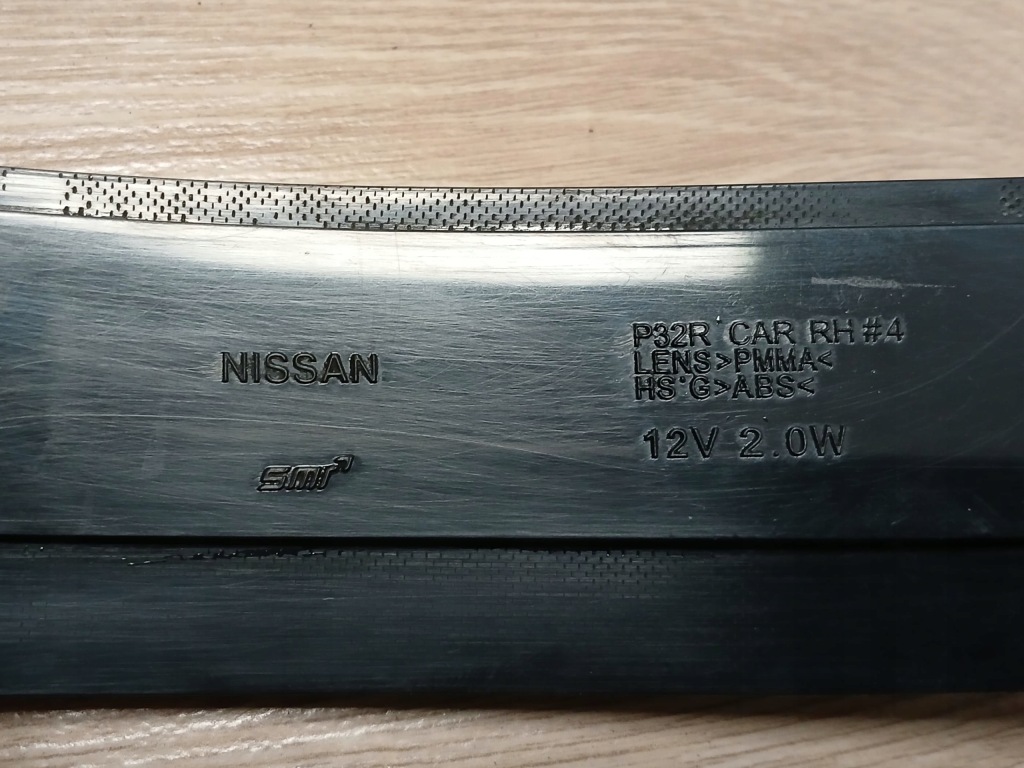 NISSAN
smr
P32R CAR RH #4
LENS>PMMA<
HS'G>ABS<
12V 2.0W